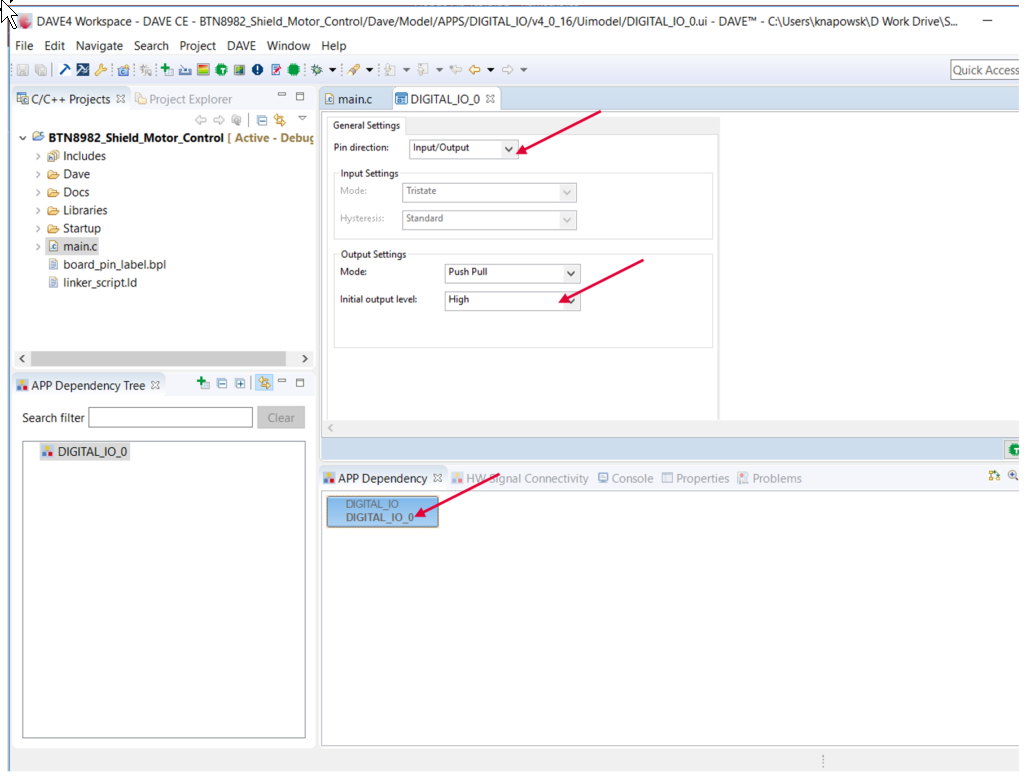 DAVE4 Workspace - DAVE CE - BTN8982_Shield_Motor_Control/Dave/Model/APPS/DIGITAL_IO/v4_0_16/Uimodel/DIGITAL_IO_0.ui - DAVE™ - C:\Users\knapowsk\D Work Drive\S...
File Edit Navigate Search Project DAVE Window Help
Quick Access
C/C++ Projects Project Explorer
BTN8982_Shield_Motor_Control [ Active - Debug
Includes
Dave
Docs
Libraries
Startup
main.c
board_pin_label.bpl
linker_script.ld
main.c DIGITAL_IO_0
General Settings
Pin direction: Input/Output
Input Settings
Mode: Tristate
Hysteresis: Standard
Output Settings
Mode: Push Pull
Initial output level: High
APP Dependency Tree
Search filter Clear
DIGITAL_IO_0
APP Dependency HW Signal Connectivity Console Properties Problems
DIGITAL_IO
DIGITAL_IO_0